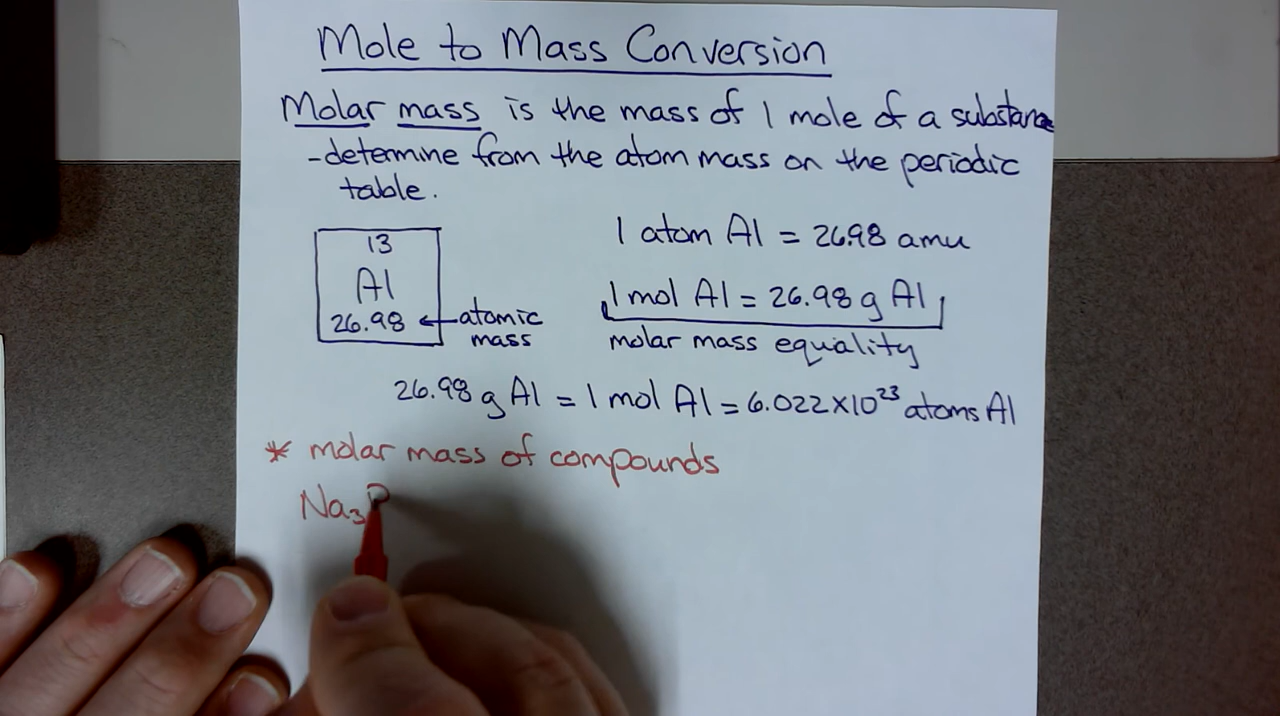 Mole to Mass Conversion
Molar mass is the mass of 1 mole of a substance
-determine from the atom mass on the periodic
table.
13
Al
26.98 ← atomic
mass
1 atom Al = 26.98 amu
1 mol Al = 26.98 g Al
molar mass equality
26.98 g Al = 1 mol Al = 6.022×10²³ atoms Al
* molar mass of compounds
Na₃P